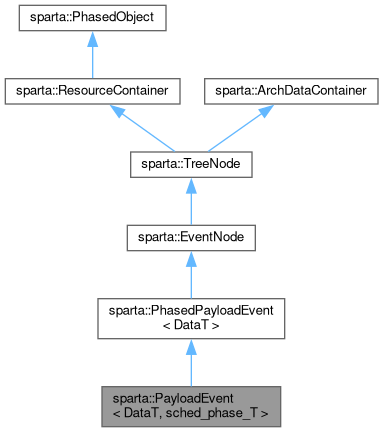 sparta::PhasedObject
sparta::ResourceContainer
sparta::ArchDataContainer
sparta::TreeNode
sparta::EventNode
sparta::PhasedPayloadEvent
< DataT >
sparta::PayloadEvent
< DataT, sched_phase_T >